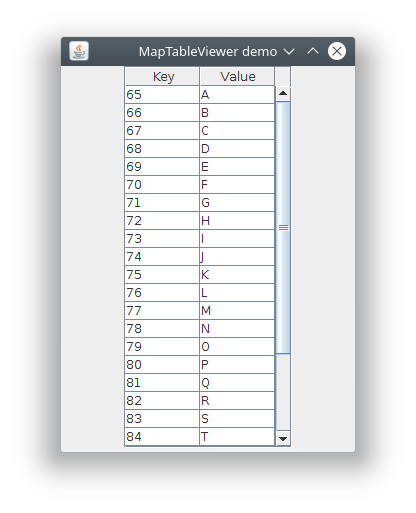 MapTableViewer demo
Key Value
65 A
66 B
67 C
68 D
69 E
70 F
71 G
72 H
73 I
74 J
75 K
76 L
77 M
78 N
79 O
80 P
81 Q
82 R
83 S
84 T